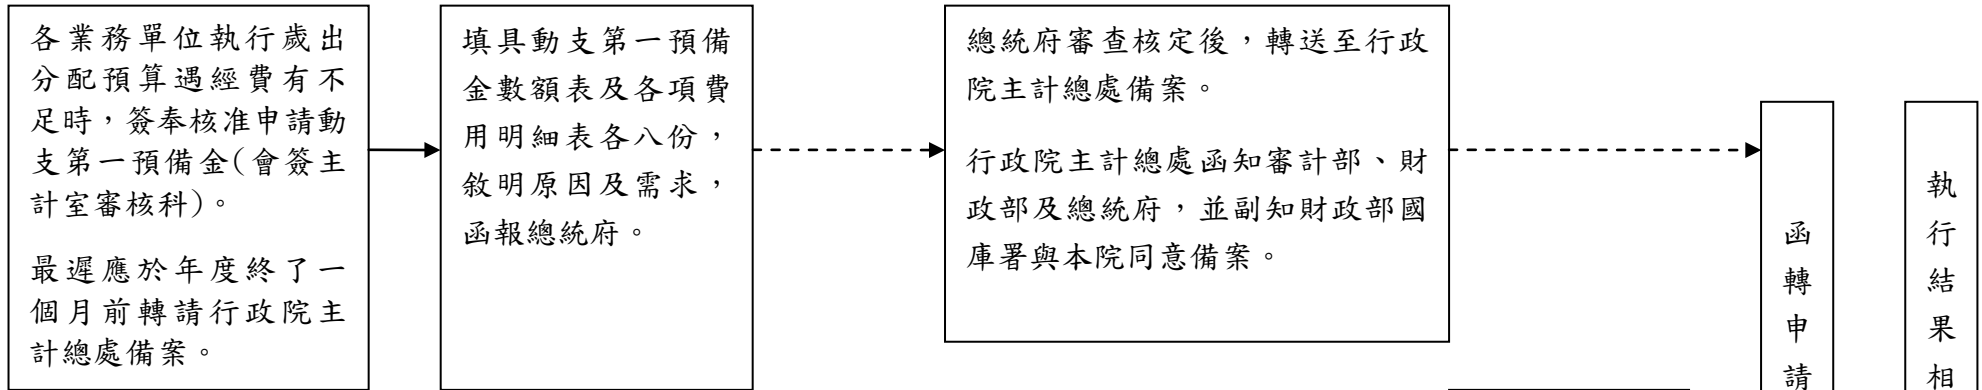 各業務單位執行歲出
分配預算遇經費有不
足時，簽奉核准申請動
支第一預備金(會簽主
計室審核科)。
最遲應於年度終了一
個月前轉請行政院主
計總處備案。
填具動支第一預備
金數額表及各項費
用明細表各八份，
敘明原因及需求，
函報總統府。
總統府審查核定後，轉送至行政
院主計總處備案。
行政院主計總處函知審計部、財
政部及總統府，並副知財政部國
庫署與本院同意備案。
函轉申請
執行結果相